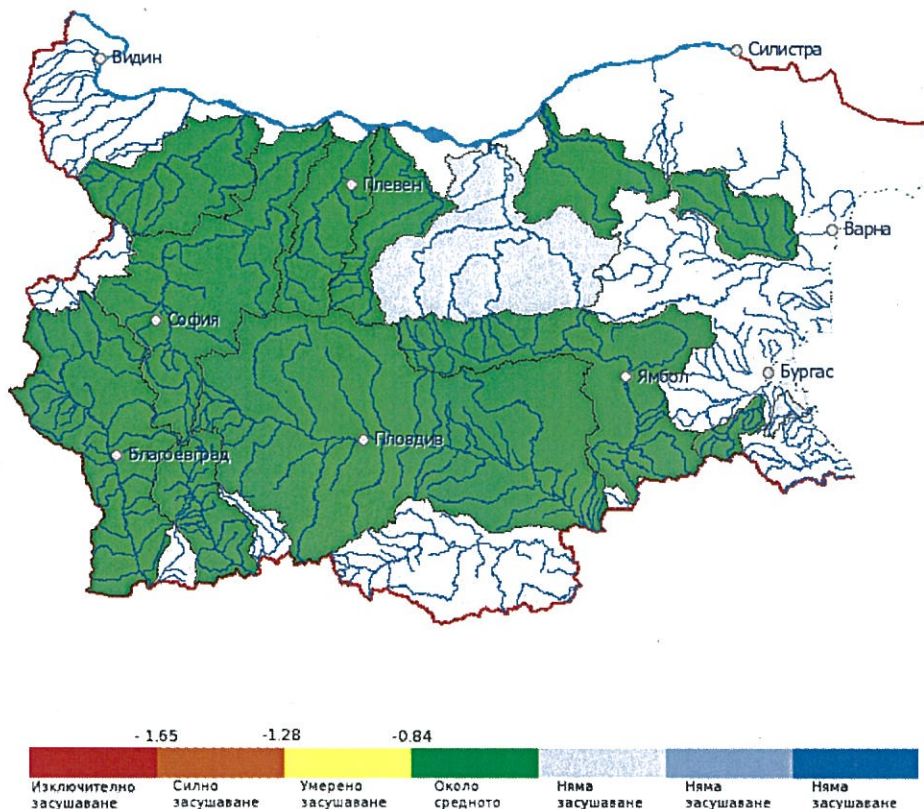 Видин
Силистра
Плевен
Варна
София
Ямбол
Бургас
Пловдив
Благоевград
- 1.65 -1.28 -0.84
Изключително Силно Умерено Около Няма Няма Няма
засушаване засушаване засушаване средното засушаване засушаване засушаване